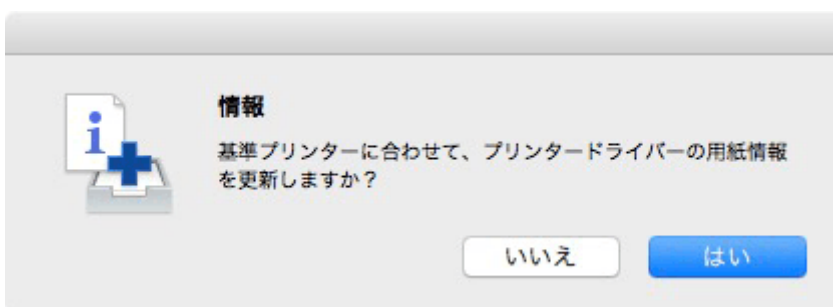 情報
基準プリンターに合わせて、プリンタードライバーの用紙情報
を更新しますか？
いいえ
はい